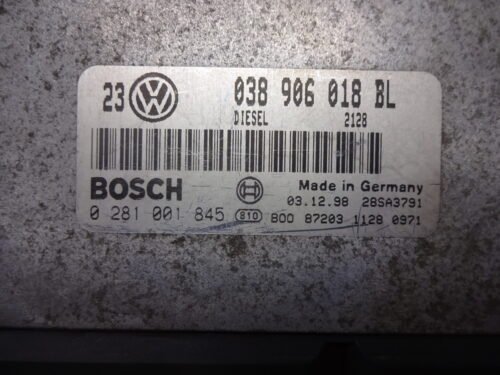 23 038 906 018 BL
DIESEL 2128
BOSCH Made in Germany
03.12.98 28SA3791
0 281 001 845 810 800 87203 1128 0971